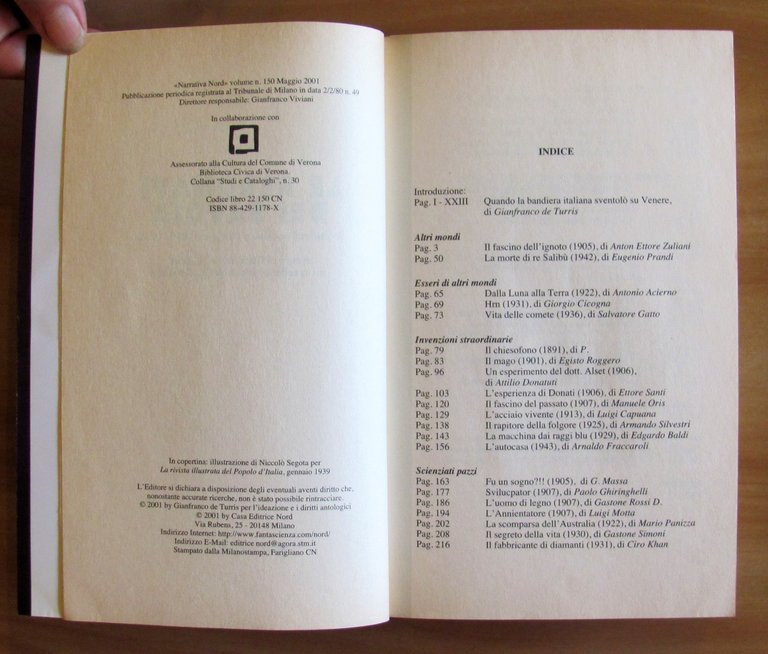 «Narrativa Nord» volume n. 150 Maggio 2001
Pubblicazione periodica registrata al Tribunale di Milano in data 2/2/80 n. 49
Direttore responsabile: Gianfranco Viviani
In collaborazione con
Assessorato alla Cultura del Comune di Verona
Biblioteca Civica di Verona.
Collana "Studi e Cataloghi", n. 30
Codice libro 22 150 CN
ISBN 88-429-1178-X
In copertina: illustrazione di Niccolò Segota per
La rivista illustrata del Popolo d'Italia, gennaio 1939
L'Editore si dichiara a disposizione degli eventuali aventi diritto che,
nonostante accurate ricerche, non è stato possibile rintracciare.
© 2001 by Gianfranco de Turris per l'ideazione e i diritti antologici
© 2001 by Casa Editrice Nord
Via Rubens, 25 - 20148 Milano
Indirizzo Internet: http://www.fantascienza.com/nord/
Indirizzo E-Mail: editrice nord@agora.stm.it
Stampato dalla Milanostampa, Farigliano CN
INDICE
Introduzione:
Pag. I - XXIII Quando la bandiera italiana sventolò su Venere,
di Gianfranco de Turris
Altri mondi
Pag. 3 Il fascino dell'ignoto (1905), di Anton Ettore Zuliani
Pag. 50 La morte di re Salibù (1942), di Eugenio Prandi
Esseri di altri mondi
Pag. 65 Dalla Luna alla Terra (1922), di Antonio Acierno
Pag. 69 Hrn (1931), di Giorgio Cicogna
Pag. 73 Vita delle comete (1936), di Salvatore Gatto
Invenzioni straordinarie
Pag. 79 Il chiesofono (1891), di P.
Pag. 83 Il mago (1901), di Egisto Roggero
Pag. 96 Un esperimento del dott. Alset (1906),
di Attilio Donatuti
Pag. 103 L'esperienza di Donati (1906), di Ettore Santi
Pag. 120 Il fascino del passato (1907), di Manuele Oris
Pag. 129 L'acciaio vivente (1913), di Luigi Capuana
Pag. 138 Il rapitore della folgore (1925), di Armando Silvestri
Pag. 143 La macchina dai raggi blu (1929), di Edgardo Baldi
Pag. 156 L'autocasa (1943), di Arnaldo Fraccaroli
Scienziati pazzi
Pag. 163 Fu un sogno?!! (1905), di G. Massa
Pag. 177 Svilucpator (1907), di Paolo Ghiringhelli
Pag. 186 L'uomo di legno (1907), di Gastone Rossi D.
Pag. 194 L'Annientatore (1907), di Luigi Motta
Pag. 202 La scomparsa dell'Australia (1922), di Mario Panizza
Pag. 208 Il segreto della vita (1930), di Gastone Simoni
Pag. 216 Il fabbricante di diamanti (1931), di Ciro Khan